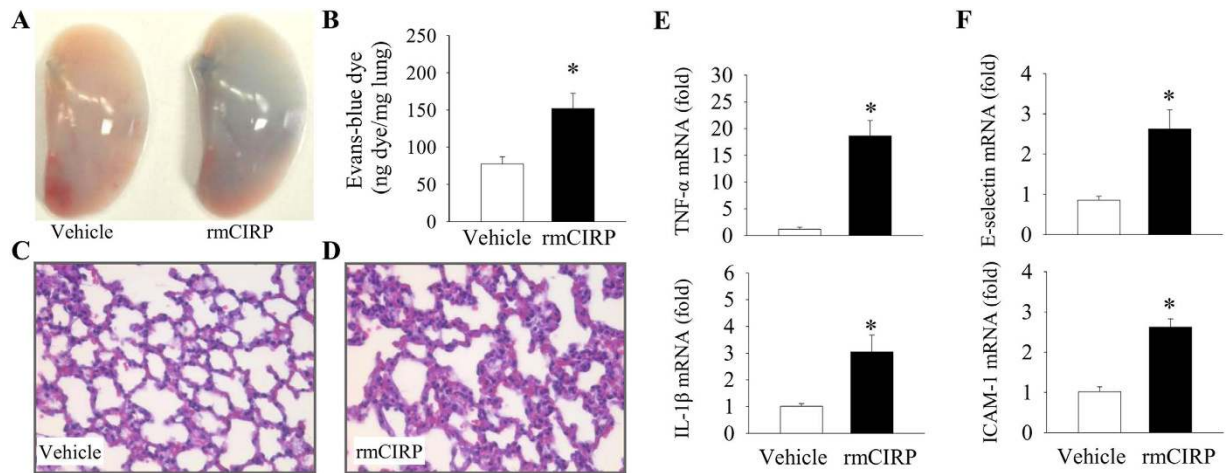 A
Vehicle
rmCIRP
B
Evans-blue dye
(ng dye/mg lung)
250
200
150
100
50
0
*
Vehicle
rmCIRP
C
Vehicle
D
rmCIRP
E
TNF-α mRNA (fold)
30
25
20
15
10
5
0
*
IL-1β mRNA (fold)
6
5
4
3
2
1
0
*
Vehicle
rmCIRP
F
E-selectin mRNA (fold)
4
3
2
1
0
*
ICAM-1 mRNA (fold)
4
3
2
1
0
*
Vehicle
rmCIRP